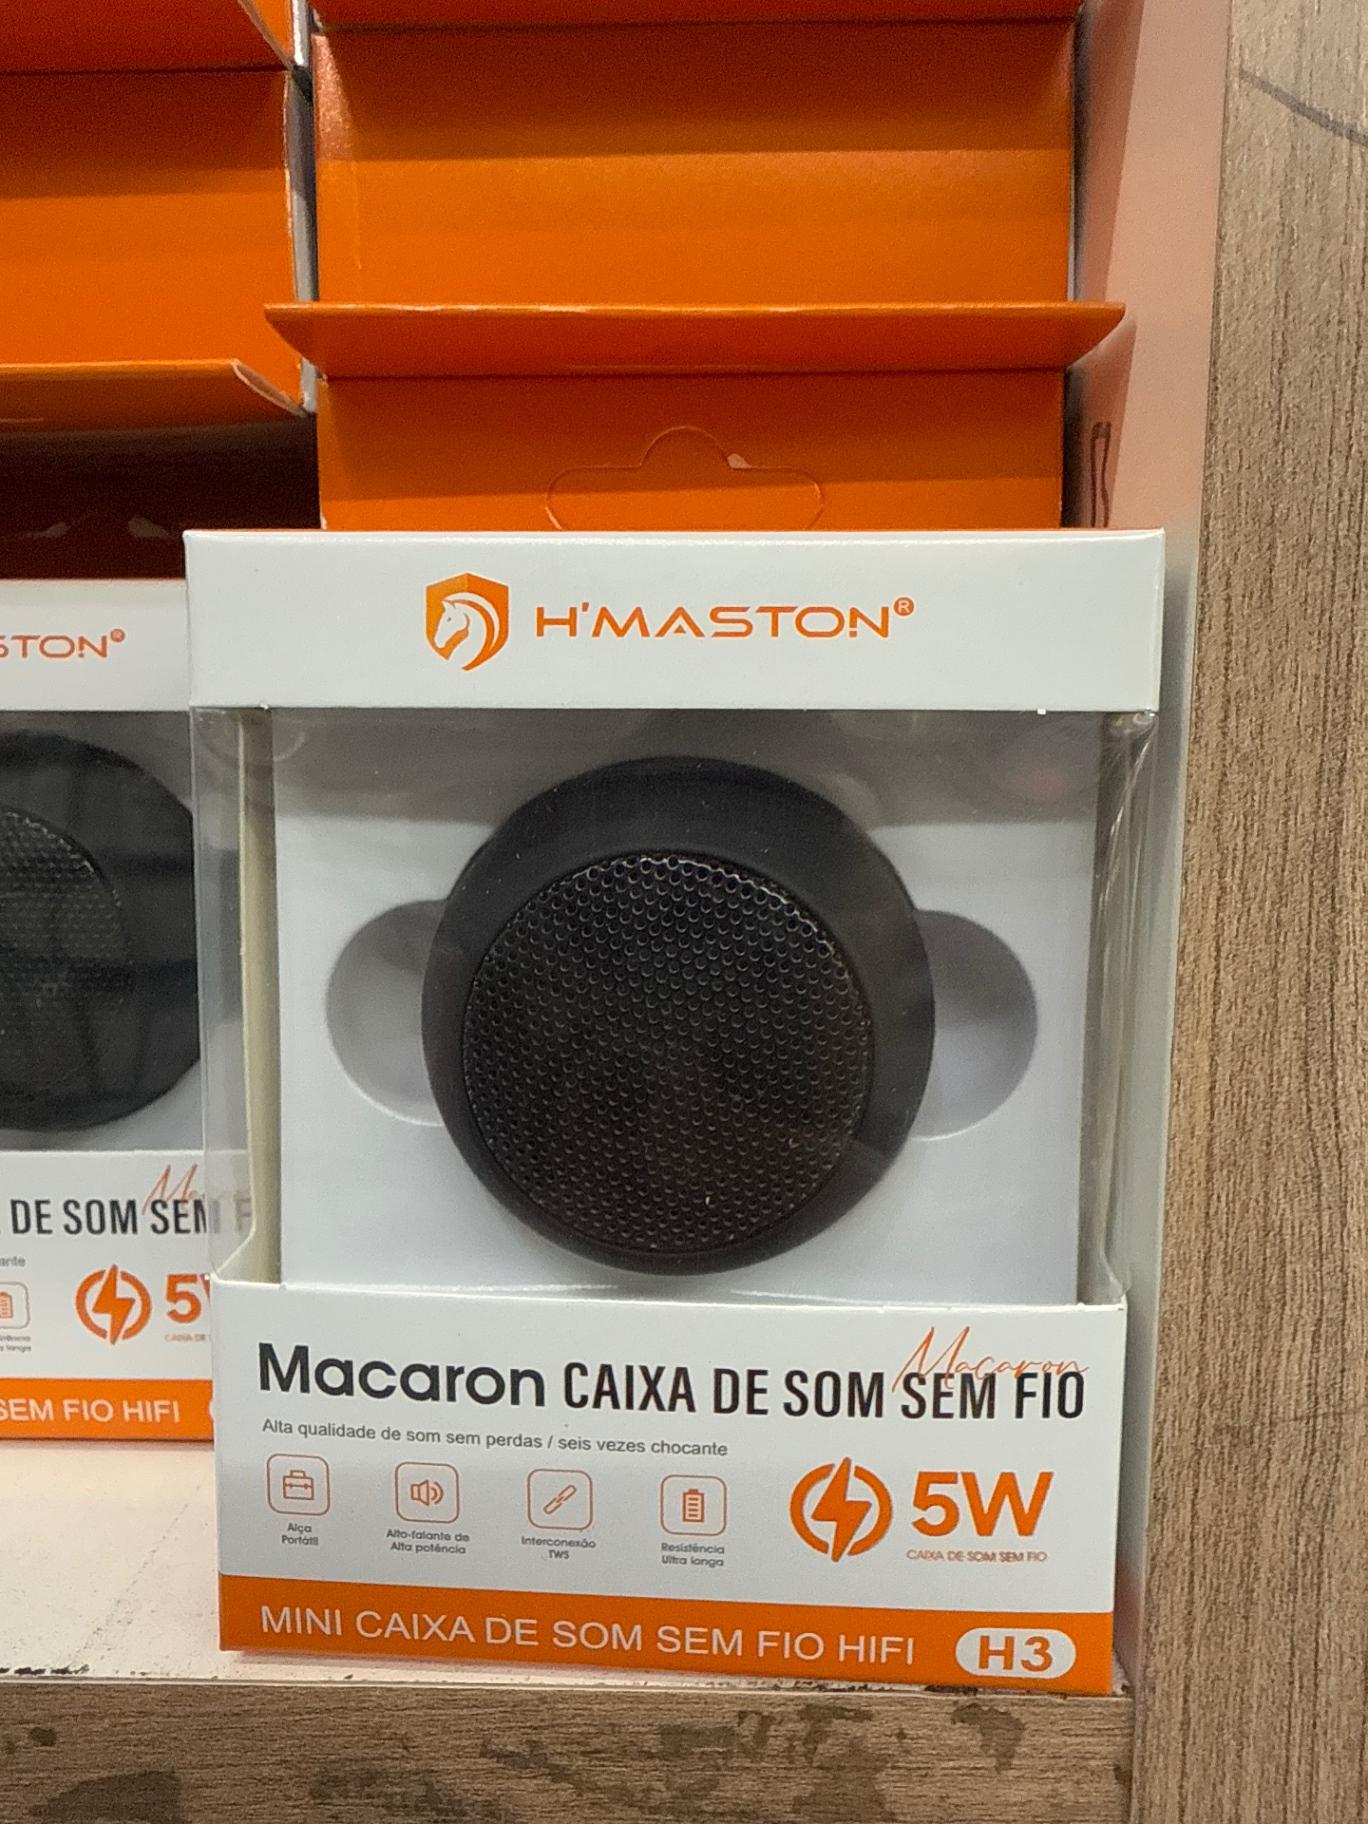 H'MASTON®
Macaron CAIXA DE SOM SEM FIO
Macaron
Alta qualidade de som sem perdas / seis vezes chocante
Alça
Portátil
Alto-falante de
Alta potência
Interconexão
TWS
Resistência
Ultra longa
5W
CAIXA DE SOM SEM FIO
MINI CAIXA DE SOM SEM FIO HIFI
H3
STON®
DE SOM SEM F
5
SEM FIO HIFI